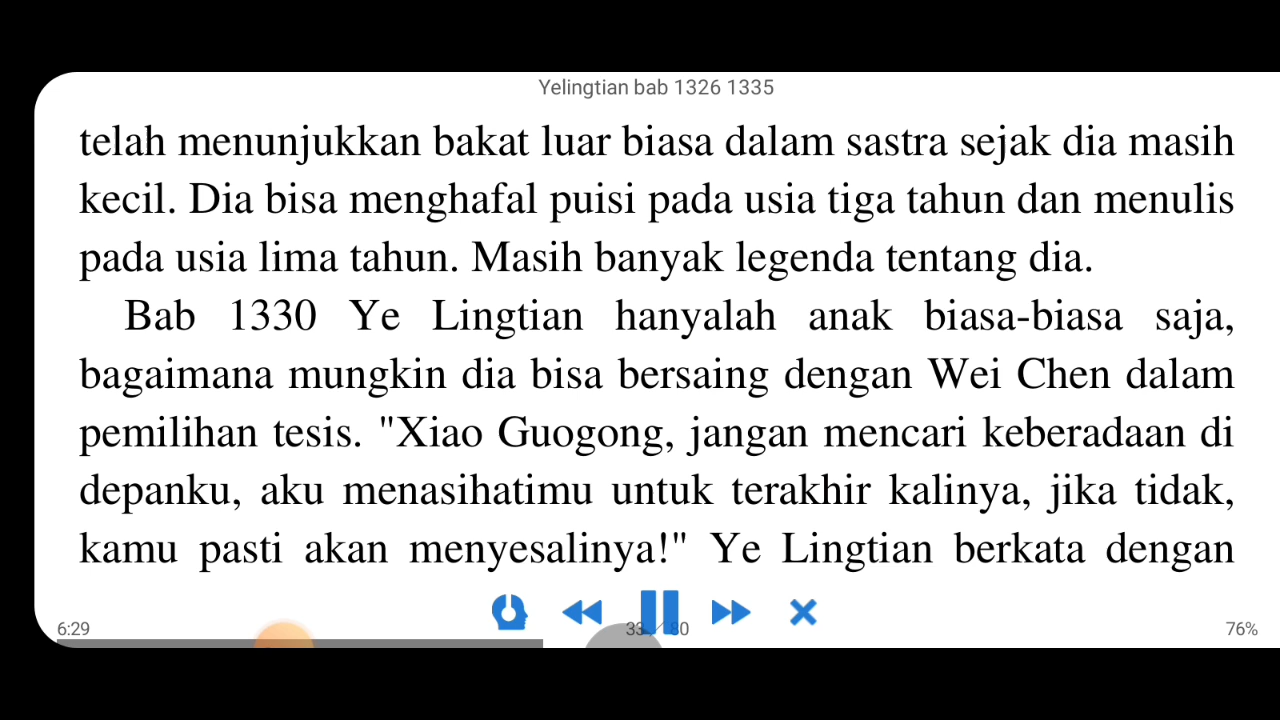 Yelingtian bab 1326 1335
telah menunjukkan bakat luar biasa dalam sastra sejak dia masih
kecil. Dia bisa menghafal puisi pada usia tiga tahun dan menulis
pada usia lima tahun. Masih banyak legenda tentang dia.
Bab 1330 Ye Lingtian hanyalah anak biasa-biasa saja,
bagaimana mungkin dia bisa bersaing dengan Wei Chen dalam
pemilihan tesis. "Xiao Guogong, jangan mencari keberadaan di
depanku, aku menasihatimu untuk terakhir kalinya, jika tidak,
kamu pasti akan menyesalinya!" Ye Lingtian berkata dengan
6:29
76%